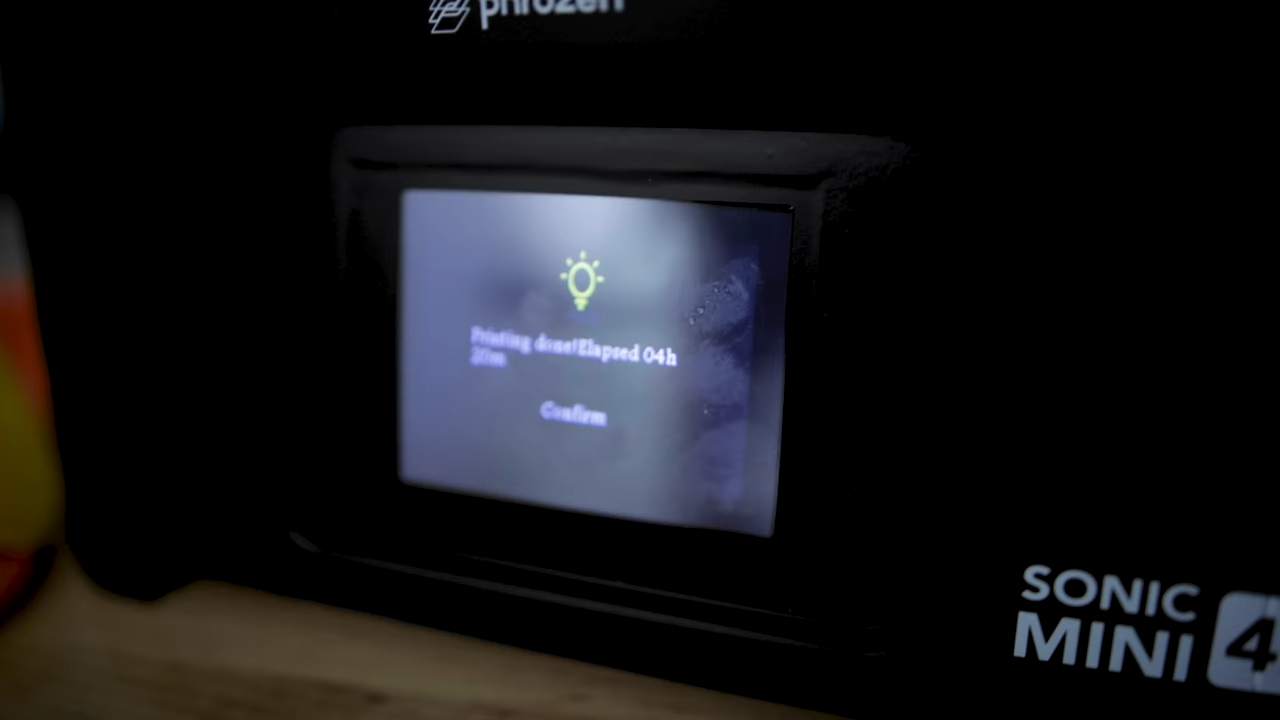 phrozen
Printing done!Elapsed 04h
20m
Confirm
SONIC
MINI 4